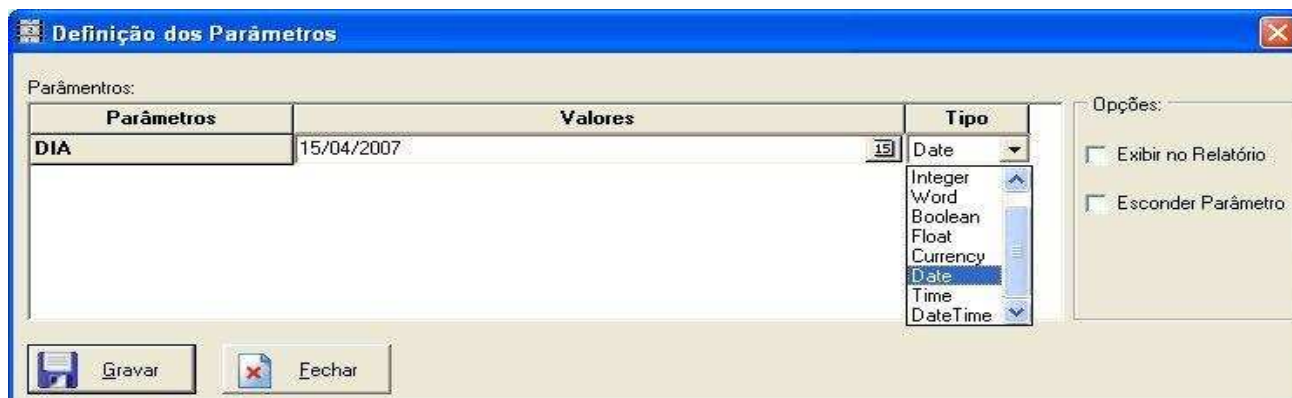 Definição dos Parâmetros
Parâmentros:
Parâmetros Valores Tipo
DIA 15/04/2007 15 Date
Integer
Word
Boolean
Float
Currency
Date
Time
DateTime
Opções:
Exibir no Relatório
Esconder Parâmetro
Gravar
Fechar